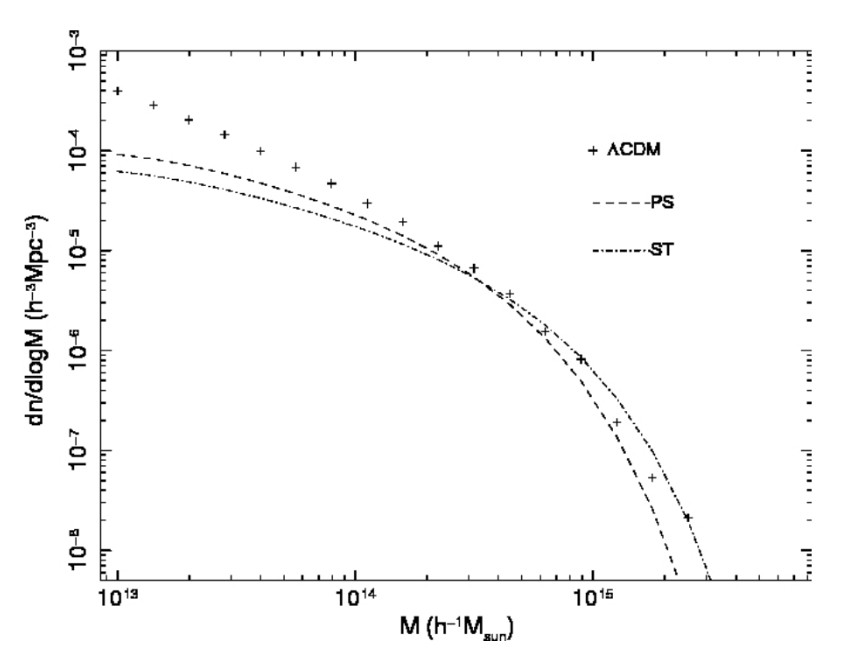 10⁻³
10⁻⁴
10⁻⁵
10⁻⁶
10⁻⁷
10⁻⁸
dn/dlogM (h⁻³Mpc⁻³)
ΛCDM
PS
ST
10¹³ 10¹⁴ 10¹⁵
M (h⁻¹M_sun)